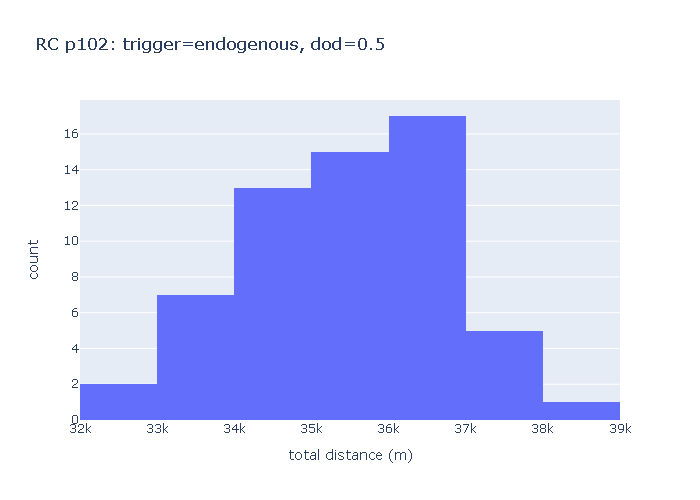 RC p102: trigger=endogenous, dod=0.5
count
16
14
12
10
8
6
4
2
0
32k 33k 34k 35k 36k 37k 38k 39k
total distance (m)